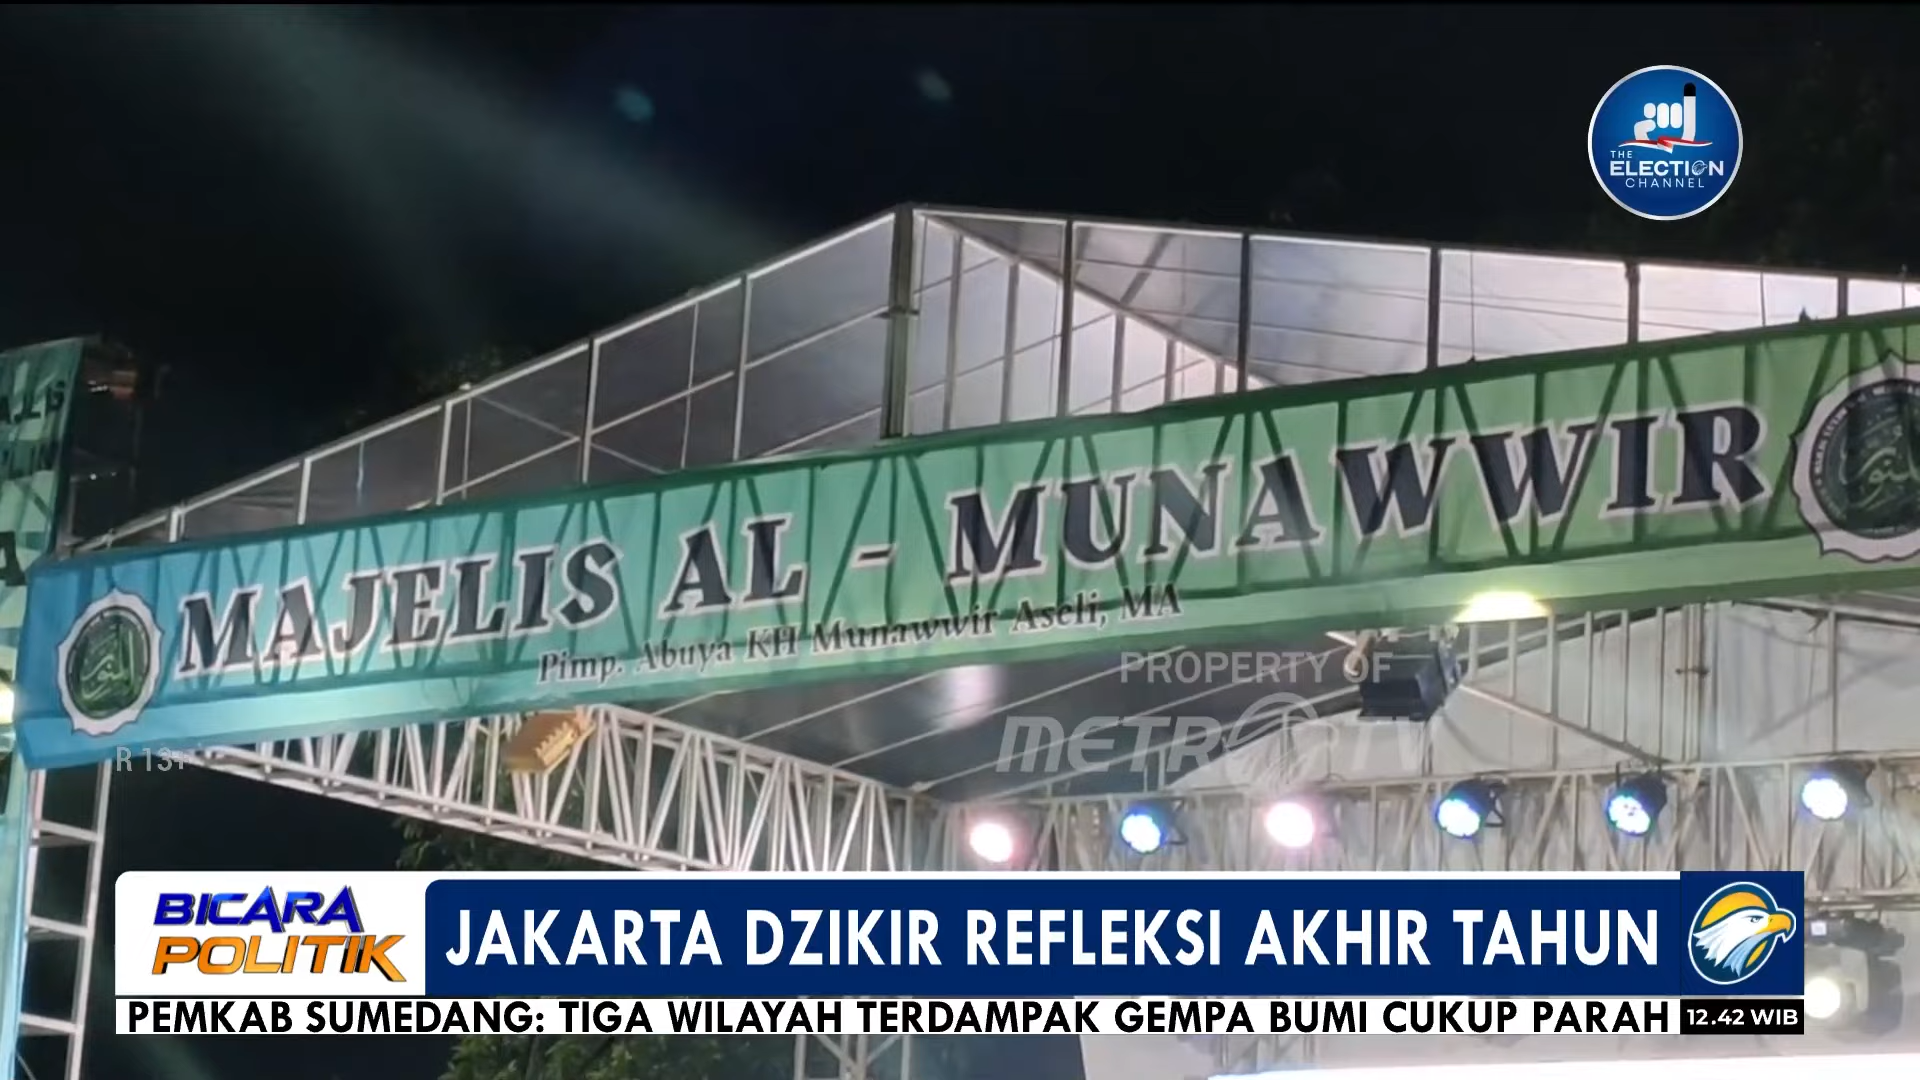 THE
ELECTION
CHANNEL
MAJELIS AL - MUNAWWIR
Pimp. Abuya KH Munawwir Aseli, MA
PROPERTY OF
METRO TV
R 13+
BICARA
POLITIK
JAKARTA DZIKIR REFLEKSI AKHIR TAHUN
PEMKAB SUMEDANG: TIGA WILAYAH TERDAMPAK GEMPA BUMI CUKUP PARAH
12.42 WIB